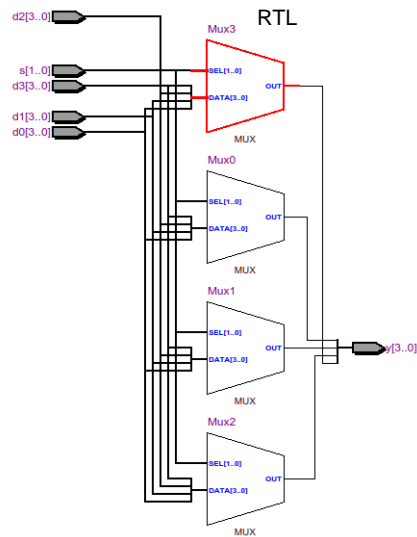 RTL
d2[3..0]
Mux3
s[1..0]
d3[3..0]
d1[3..0]
d0[3..0]
SEL[1..0]
DATA[3..0]
OUT
MUX
Mux0
SEL[1..0]
DATA[3..0]
OUT
MUX
Mux1
SEL[1..0]
DATA[3..0]
OUT
MUX
y[3..0]
Mux2
SEL[1..0]
DATA[3..0]
OUT
MUX